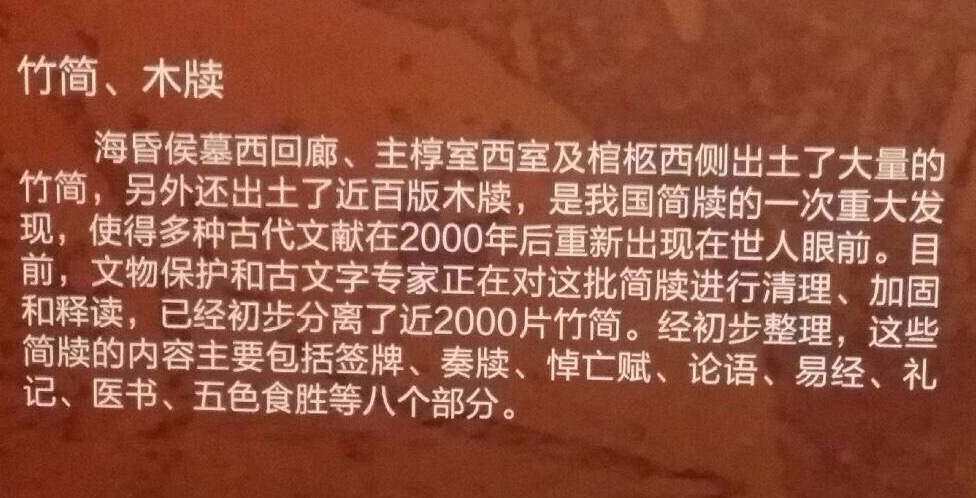 竹简、木牍
海昏侯墓西回廊、主椁室西室及棺柩西侧出土了大量的
竹简，另外还出土了近百版木牍，是我国简牍的一次重大发
现，使得多种古代文献在2000年后重新出现在世人眼前。目
前，文物保护和古文字专家正在对这批简牍进行清理、加固
和释读，已经初步分离了近2000片竹简。经初步整理，这些
简牍的内容主要包括签牌、奏牍、悼亡赋、论语、易经、礼
记、医书、五色食胜等八个部分。